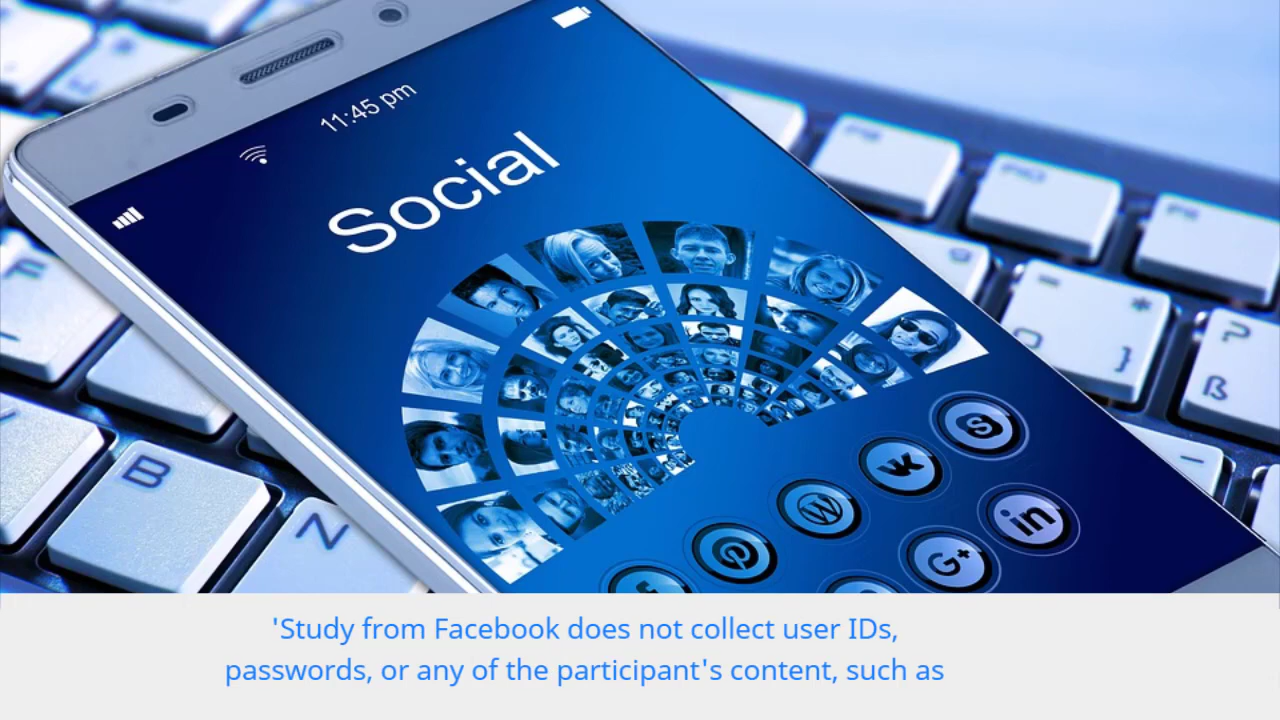 11:45 pm
Social
F
B
N
?
ß
}
*
'Study from Facebook does not collect user IDs,
passwords, or any of the participant's content, such as